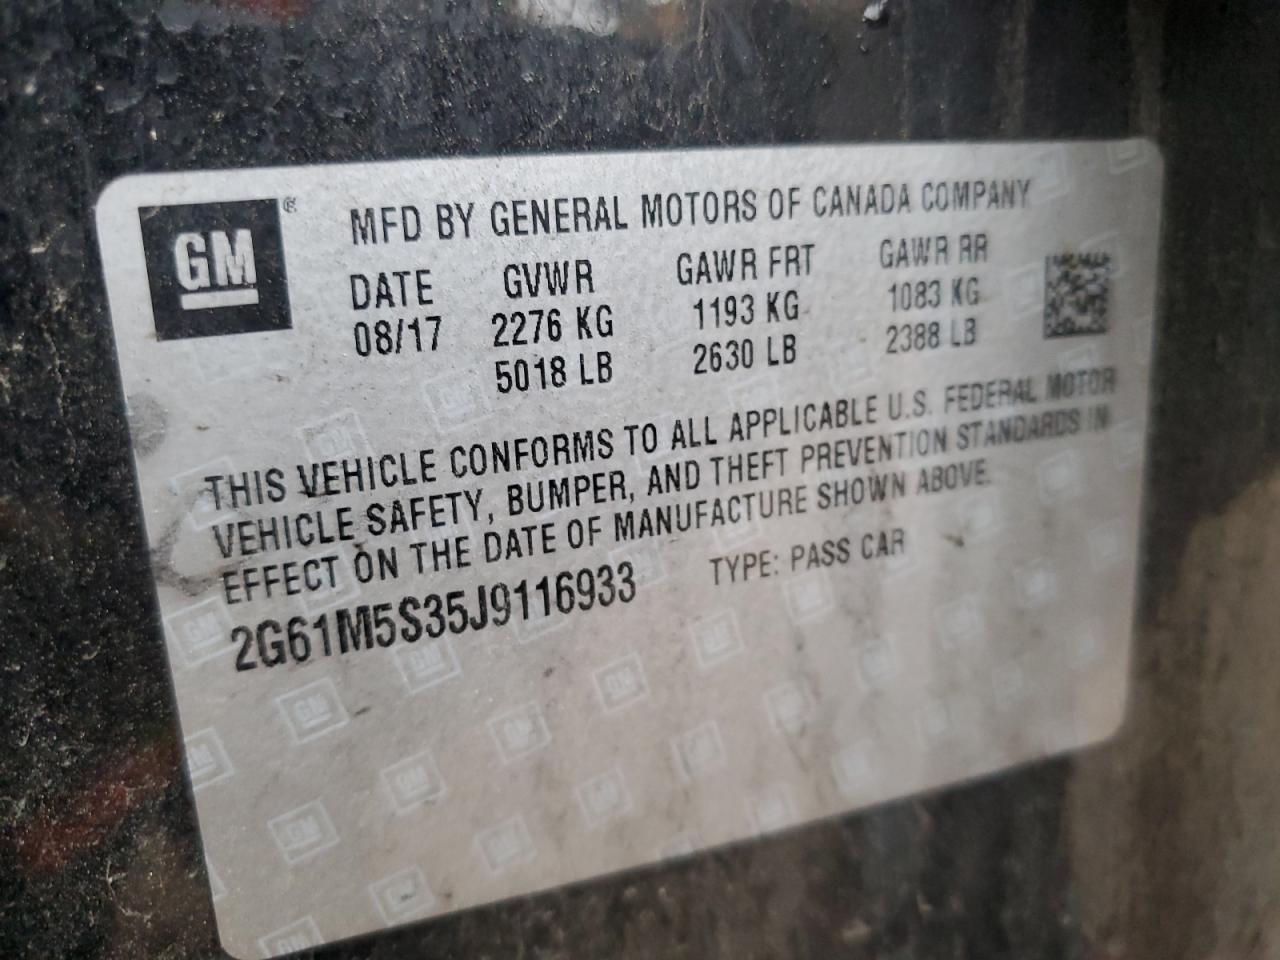 GM ® MFD BY GENERAL MOTORS OF CANADA COMPANY
DATE GVWR GAWR FRT GAWR RR
08/17 2276 KG 1193 KG 1083 KG
5018 LB 2630 LB 2388 LB
THIS VEHICLE CONFORMS TO ALL APPLICABLE U.S. FEDERAL MOTOR
VEHICLE SAFETY, BUMPER, AND THEFT PREVENTION STANDARDS IN
EFFECT ON THE DATE OF MANUFACTURE SHOWN ABOVE.
2G61M5S35J9116933 TYPE: PASS CAR